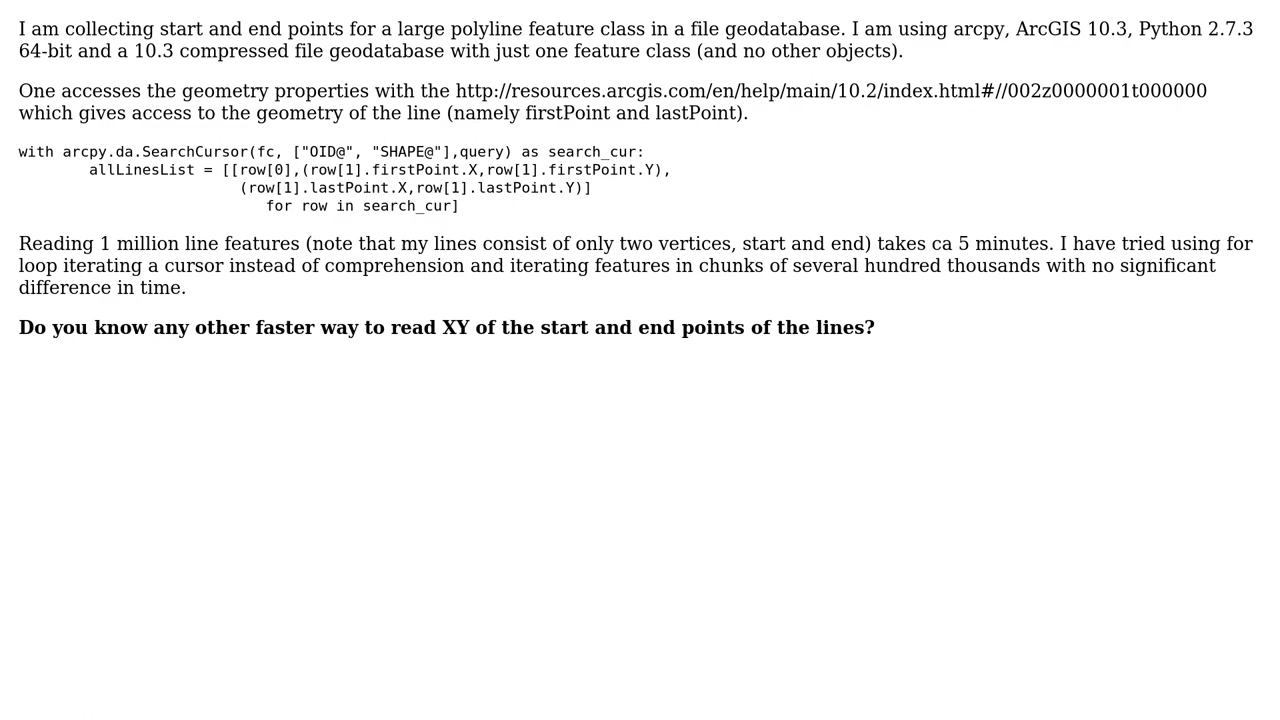 I am collecting start and end points for a large polyline feature class in a file geodatabase. I am using arcpy, ArcGIS 10.3, Python 2.7.3
64-bit and a 10.3 compressed file geodatabase with just one feature class (and no other objects).
One accesses the geometry properties with the http://resources.arcgis.com/en/help/main/10.2/index.html#//002z0000001t000000
which gives access to the geometry of the line (namely firstPoint and lastPoint).
with arcpy.da.SearchCursor(fc, ["OID@", "SHAPE@"],query) as search_cur:
        allLinesList = [[row[0],(row[1].firstPoint.X,row[1].firstPoint.Y),
                         (row[1].lastPoint.X,row[1].lastPoint.Y)]
                            for row in search_cur]
Reading 1 million line features (note that my lines consist of only two vertices, start and end) takes ca 5 minutes. I have tried using for
loop iterating a cursor instead of comprehension and iterating features in chunks of several hundred thousands with no significant
difference in time.
Do you know any other faster way to read XY of the start and end points of the lines?